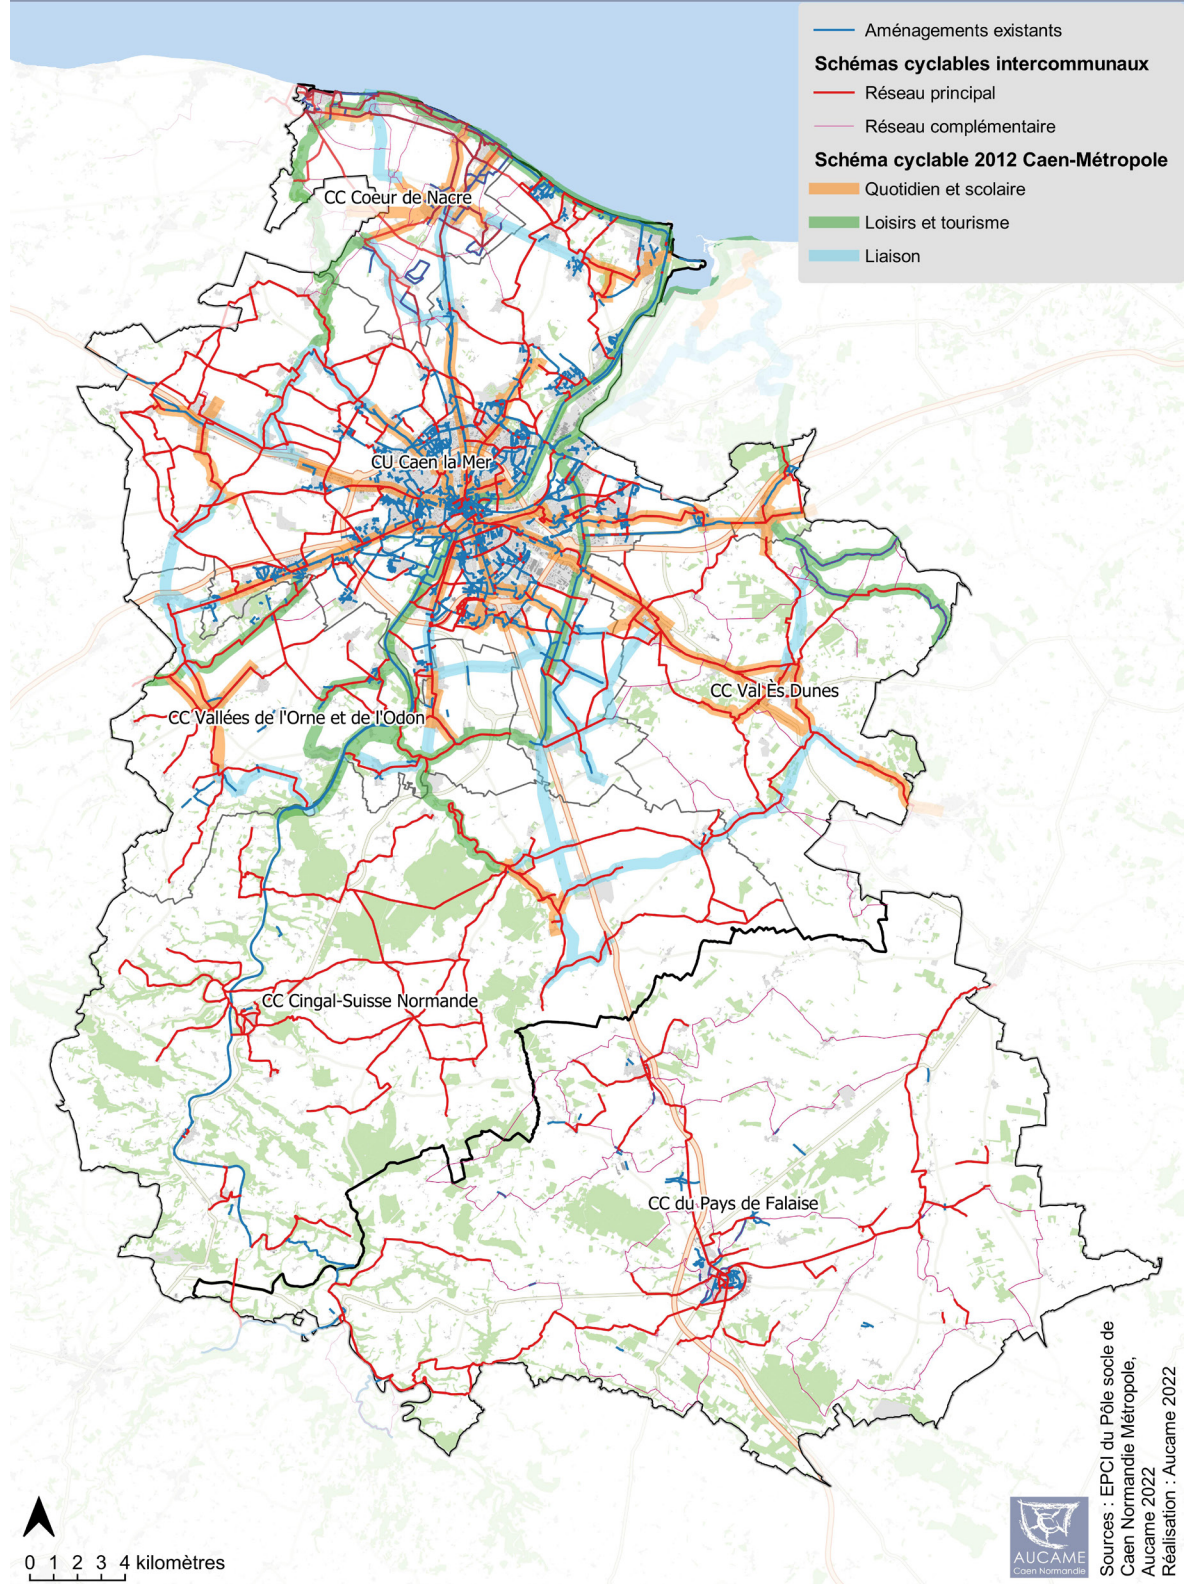 Aménagements existants
Schémas cyclables intercommunaux
Réseau principal
Réseau complémentaire
Schéma cyclable 2012 Caen-Métropole
Quotidien et scolaire
Loisirs et tourisme
Liaison
CC Coeur de Nacre
CU Caen la Mer
CC Val Ès Dunes
CC Vallées de l'Orne et de l'Odon
CC Cingal-Suisse Normande
CC du Pays de Falaise
0 1 2 3 4 kilomètres
AUCAME
Caen Normandie
Sources : EPCI du Pôle socle de
Caen Normandie Métropole,
Aucame 2022
Réalisation : Aucame 2022